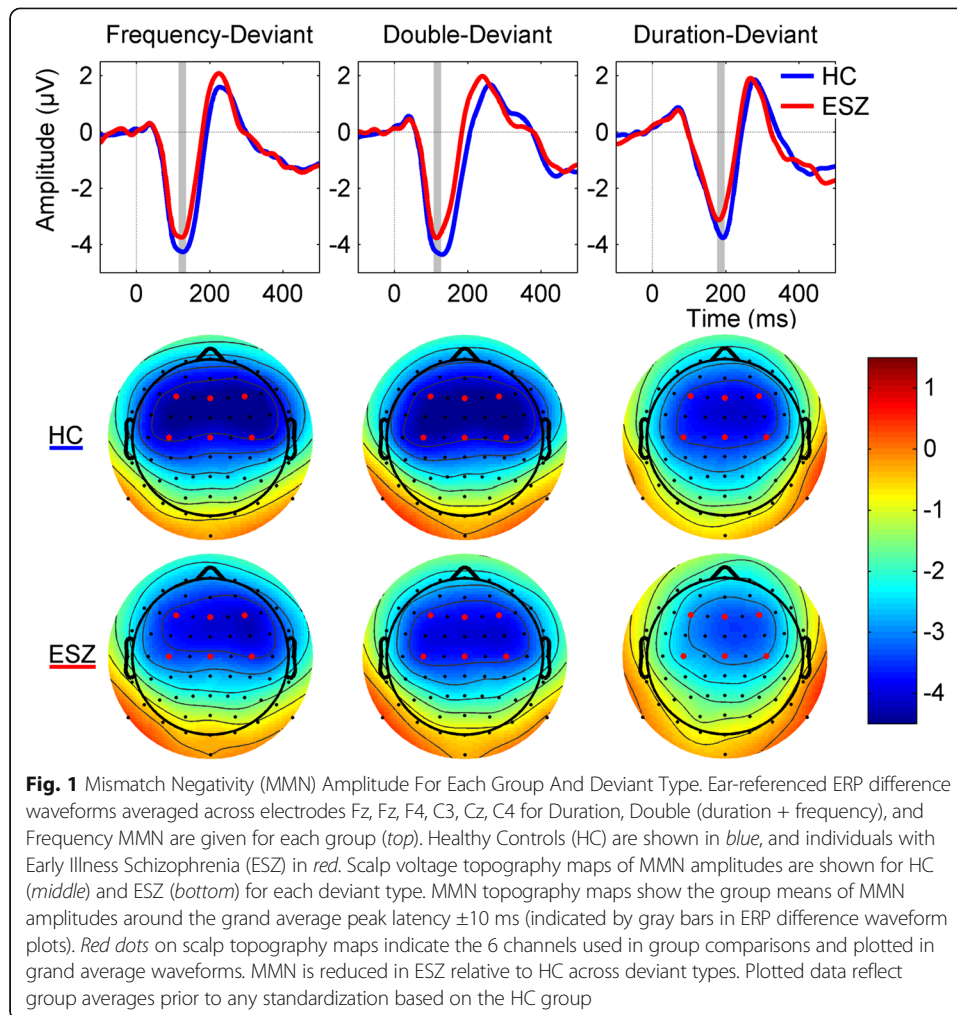 Frequency-Deviant Double-Deviant Duration-Deviant
HC
ESZ
Amplitude (µV)
2
0
-2
-4
2
0
-2
-4
2
0
-2
-4
0 200 400
0 200 400
0 200 400
Time (ms)
HC
ESZ
1
0
-1
-2
-3
-4
Fig. 1 Mismatch Negativity (MMN) Amplitude For Each Group And Deviant Type. Ear-referenced ERP difference
waveforms averaged across electrodes Fz, Fz, F4, C3, Cz, C4 for Duration, Double (duration + frequency), and
Frequency MMN are given for each group (top). Healthy Controls (HC) are shown in blue, and individuals with
Early Illness Schizophrenia (ESZ) in red. Scalp voltage topography maps of MMN amplitudes are shown for HC
(middle) and ESZ (bottom) for each deviant type. MMN topography maps show the group means of MMN
amplitudes around the grand average peak latency ±10 ms (indicated by gray bars in ERP difference waveform
plots). Red dots on scalp topography maps indicate the 6 channels used in group comparisons and plotted in
grand average waveforms. MMN is reduced in ESZ relative to HC across deviant types. Plotted data reflect
group averages prior to any standardization based on the HC group